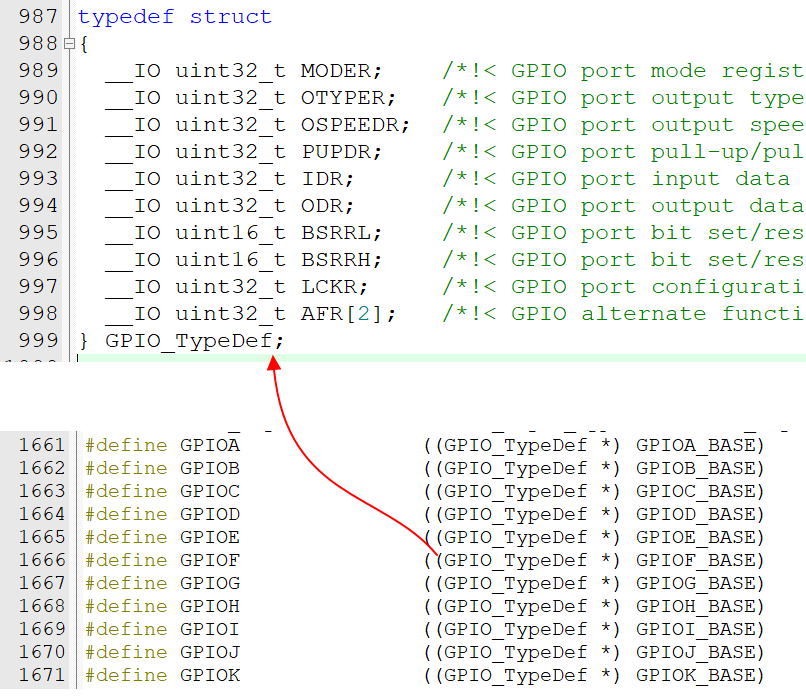 987 typedef struct
988 {
989 __IO uint32_t MODER; /*!< GPIO port mode regist
990 __IO uint32_t OTYPER; /*!< GPIO port output type
991 __IO uint32_t OSPEEDR; /*!< GPIO port output spee
992 __IO uint32_t PUPDR; /*!< GPIO port pull-up/pul
993 __IO uint32_t IDR; /*!< GPIO port input data
994 __IO uint32_t ODR; /*!< GPIO port output data
995 __IO uint16_t BSRRL; /*!< GPIO port bit set/res
996 __IO uint16_t BSRRH; /*!< GPIO port bit set/res
997 __IO uint32_t LCKR; /*!< GPIO port configurati
998 __IO uint32_t AFR[2]; /*!< GPIO alternate functi
999 } GPIO_TypeDef;
1661 #define GPIOA ((GPIO_TypeDef *) GPIOA_BASE)
1662 #define GPIOB ((GPIO_TypeDef *) GPIOB_BASE)
1663 #define GPIOC ((GPIO_TypeDef *) GPIOC_BASE)
1664 #define GPIOD ((GPIO_TypeDef *) GPIOD_BASE)
1665 #define GPIOE ((GPIO_TypeDef *) GPIOE_BASE)
1666 #define GPIOF ((GPIO_TypeDef *) GPIOF_BASE)
1667 #define GPIOG ((GPIO_TypeDef *) GPIOG_BASE)
1668 #define GPIOH ((GPIO_TypeDef *) GPIOH_BASE)
1669 #define GPIOI ((GPIO_TypeDef *) GPIOI_BASE)
1670 #define GPIOJ ((GPIO_TypeDef *) GPIOJ_BASE)
1671 #define GPIOK ((GPIO_TypeDef *) GPIOK_BASE)